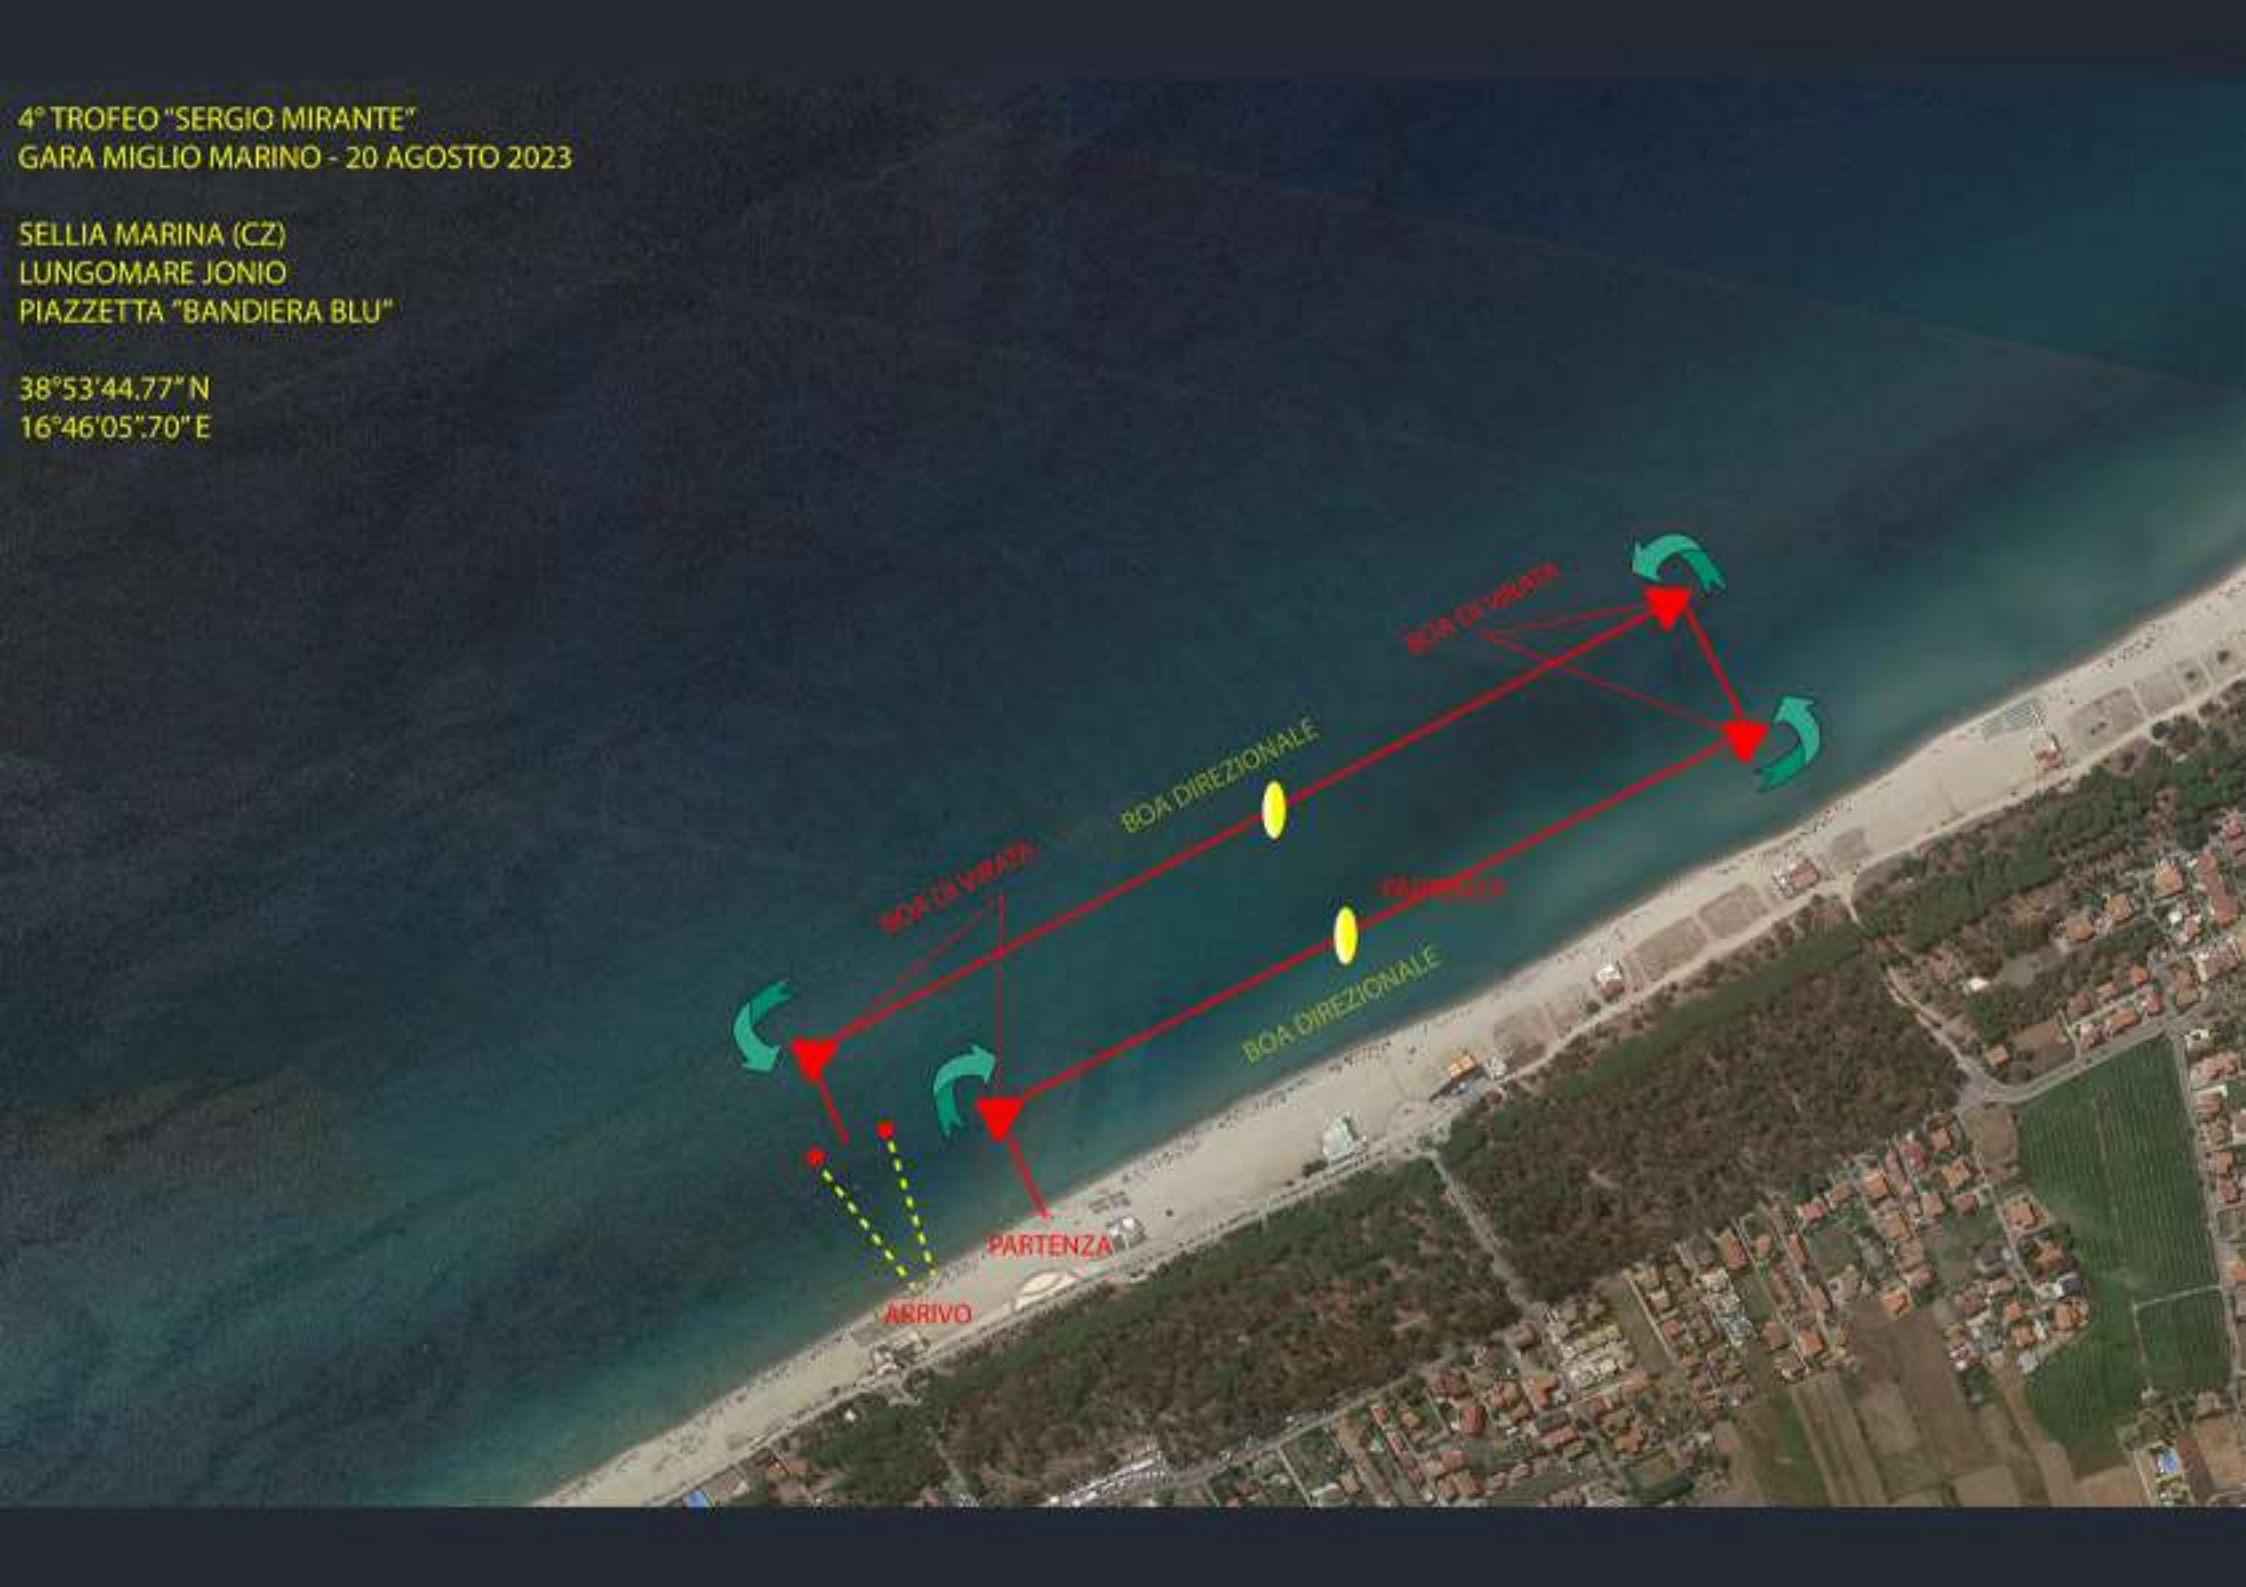 4° TROFEO "SERGIO MIRANTE"
GARA MIGLIO MARINO - 20 AGOSTO 2023
SELLIA MARINA (CZ)
LUNGOMARE JONIO
PIAZZETTA "BANDIERA BLU"
38°53'44.77" N
16°46'05".70" E
BOA DI VIRATA
BOA DIREZIONALE
BOA DI VIRATA
BOA DIREZIONALE
PARTENZA
ARRIVO